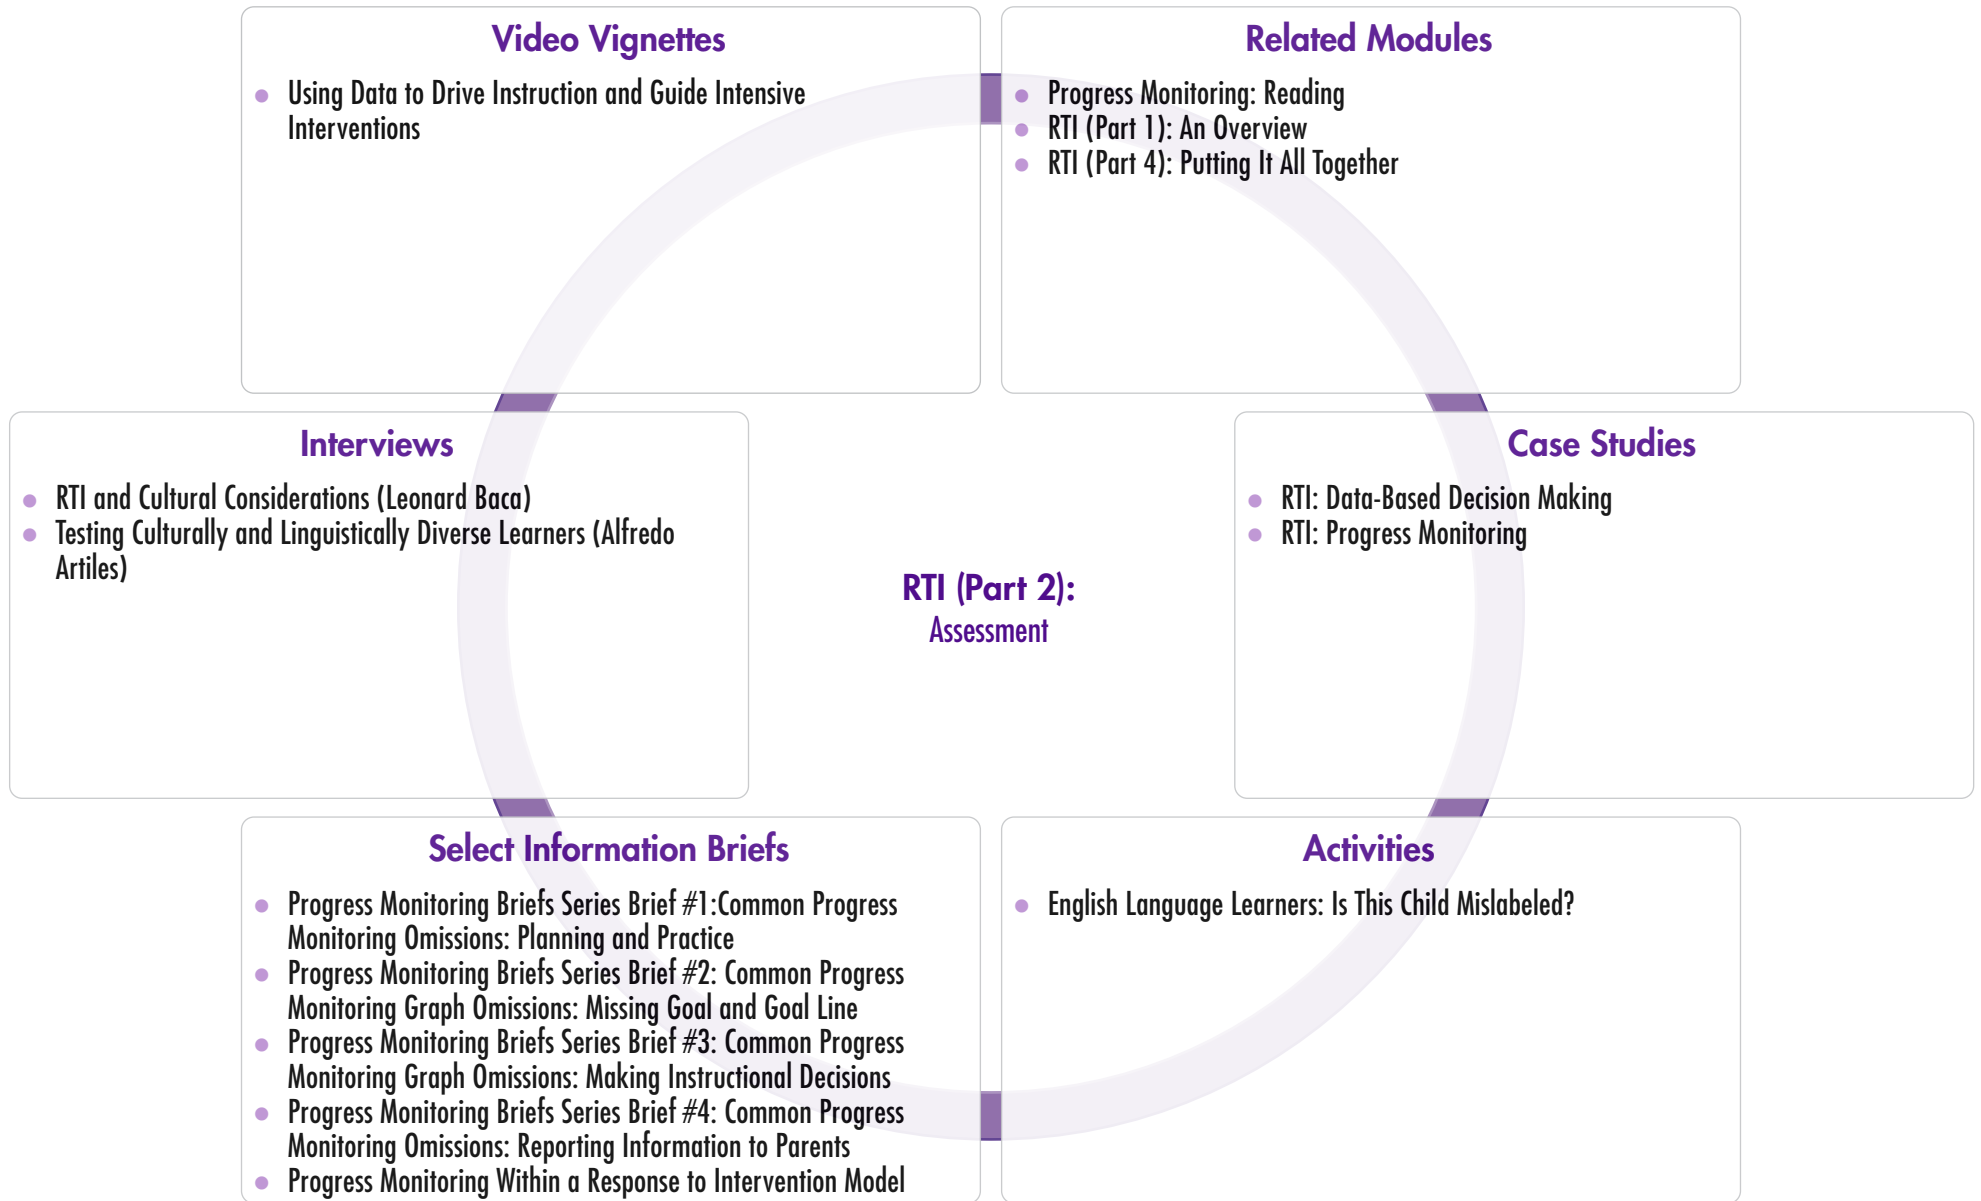 Video Vignettes
Using Data to Drive Instruction and Guide Intensive
Interventions
Related Modules
Progress Monitoring: Reading
RTI (Part 1): An Overview
RTI (Part 4): Putting It All Together
Interviews
RTI and Cultural Considerations (Leonard Baca)
Testing Culturally and Linguistically Diverse Learners (Alfredo
Artiles)
RTI (Part 2):
Assessment
Case Studies
RTI: Data-Based Decision Making
RTI: Progress Monitoring
Select Information Briefs
Progress Monitoring Briefs Series Brief #1:Common Progress
Monitoring Omissions: Planning and Practice
Progress Monitoring Briefs Series Brief #2: Common Progress
Monitoring Graph Omissions: Missing Goal and Goal Line
Progress Monitoring Briefs Series Brief #3: Common Progress
Monitoring Graph Omissions: Making Instructional Decisions
Progress Monitoring Briefs Series Brief #4: Common Progress
Monitoring Omissions: Reporting Information to Parents
Progress Monitoring Within a Response to Intervention Model
Activities
English Language Learners: Is This Child Mislabeled?